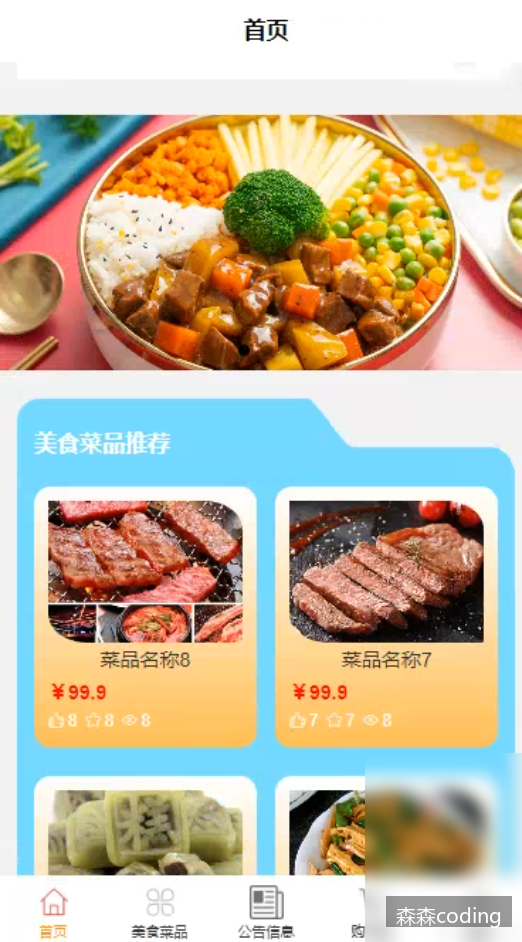 首页
美食菜品推荐
菜品名称8
菜品名称7
￥99.9
￥99.9
8 8 8
7 7 8
首页
美食菜品
公告信息
购
森森coding